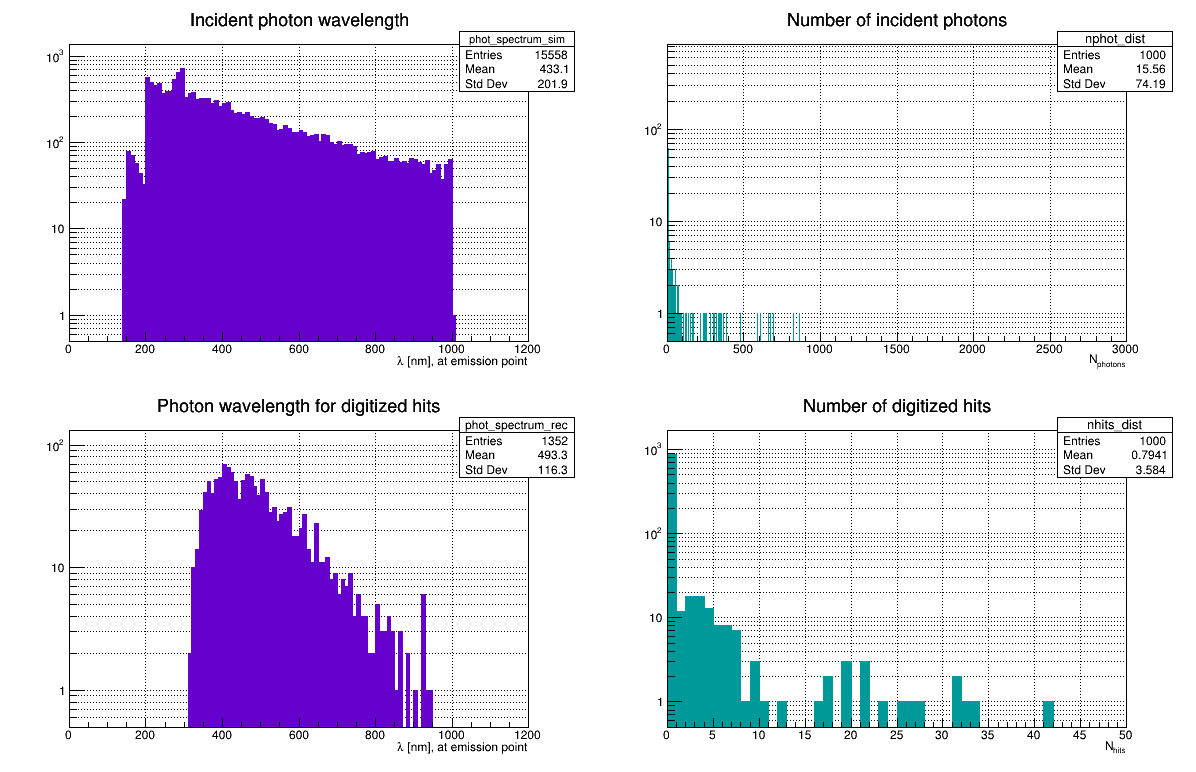 Incident photon wavelength
phot_spectrum_sim
Entries 15558
Mean 433.1
Std Dev 201.9
10³
10²
10
1
0 200 400 600 800 1000 1200
λ [nm], at emission point
Number of incident photons
nphot_dist
Entries 1000
Mean 15.56
Std Dev 74.19
10²
10
1
0 500 1000 1500 2000 2500 3000
Nphotons
Photon wavelength for digitized hits
phot_spectrum_rec
Entries 1352
Mean 493.3
Std Dev 116.3
10²
10
1
0 200 400 600 800 1000 1200
λ [nm], at emission point
Number of digitized hits
nhits_dist
Entries 1000
Mean 0.7941
Std Dev 3.584
10³
10²
10
1
0 5 10 15 20 25 30 35 40 45 50
Nhits